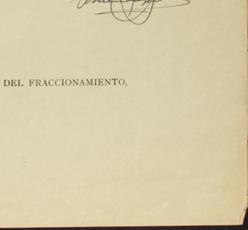 DEL FRACCIONAMIENTO,